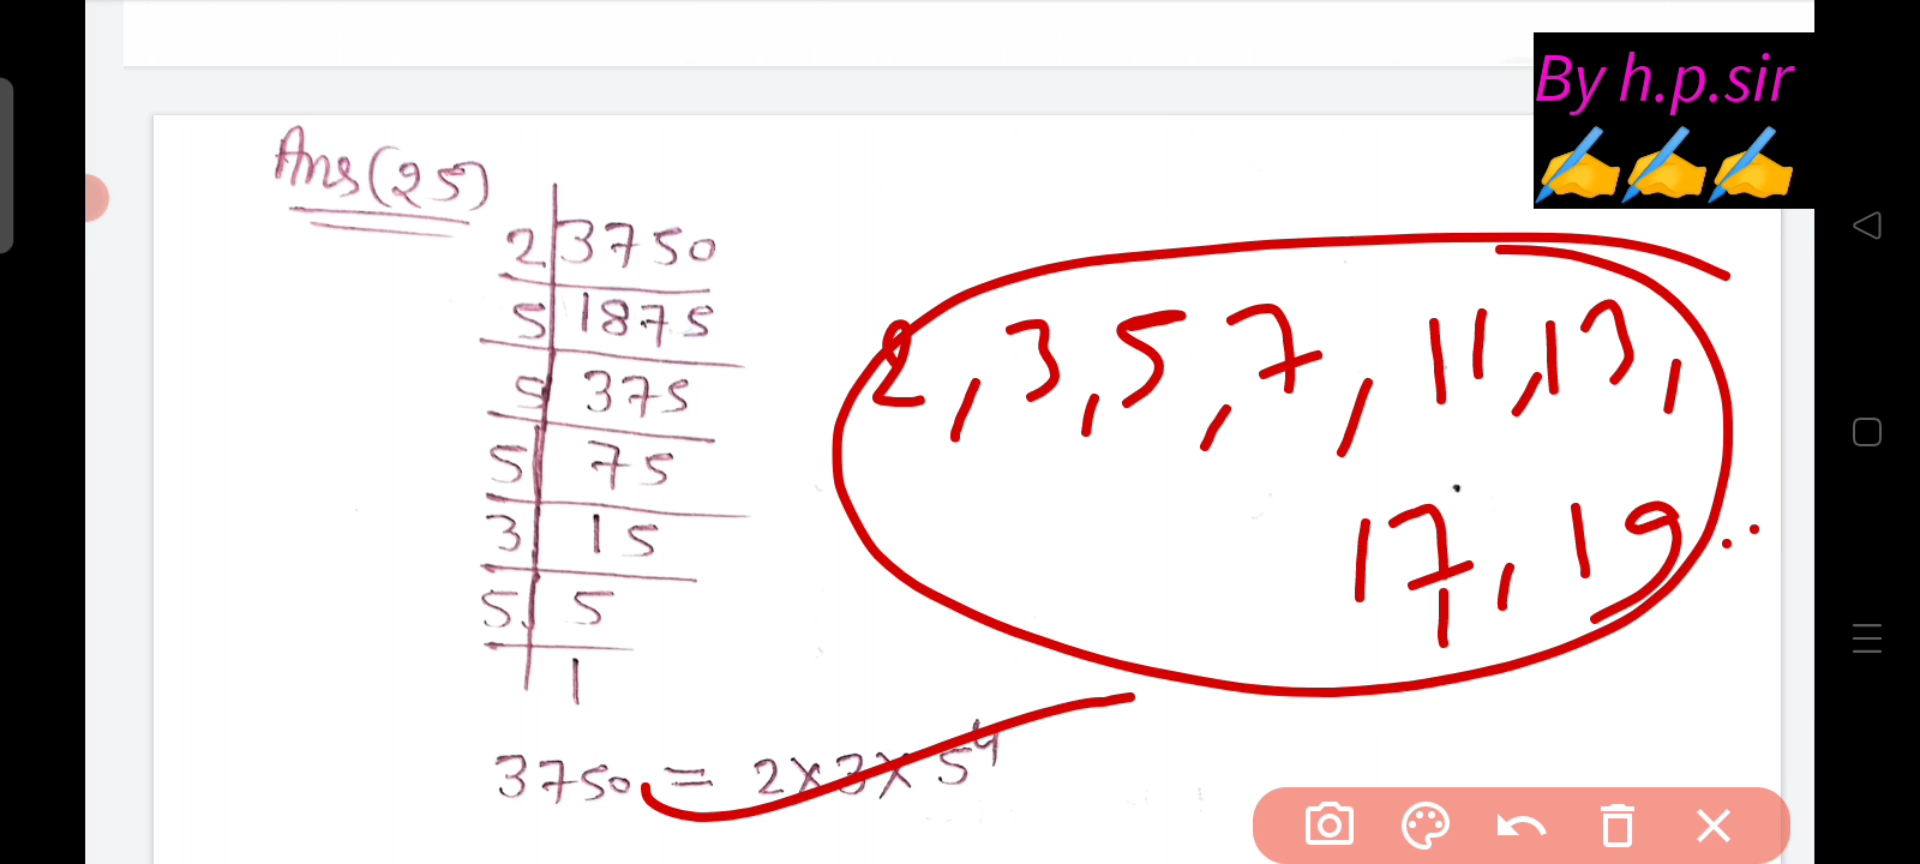 By h.p.sir
Ans (25)
2 | 3750
5 | 1875
5 | 375
5 | 75
3 | 15
5 | 5
1
3750 = 2×3×5⁴
2, 3, 5, 7, 11, 13,
17, 19..